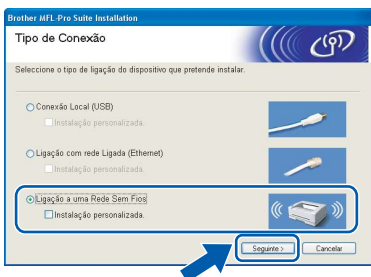 Brother MFL-Pro Suite Installation
Tipo de Conexão
Seleccione o tipo de ligação do dispositivo que pretende instalar.
Conexão Local (USB)
Instalação personalizada.
Ligação com rede Ligada (Ethernet)
Instalação personalizada.
Ligação a uma Rede Sem Fios
Instalação personalizada.
Seguinte >
Cancelar